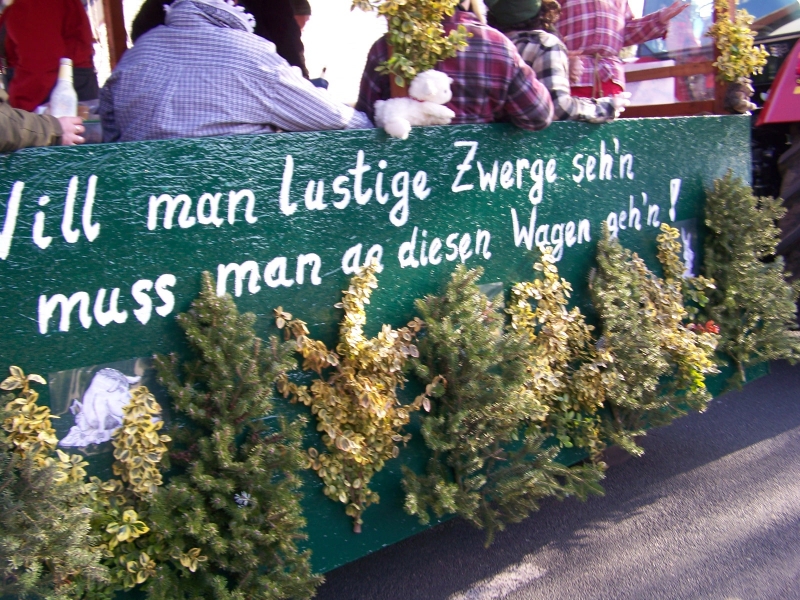 Will man lustige Zwerge seh'n
muss man an diesen Wagen geh'n!